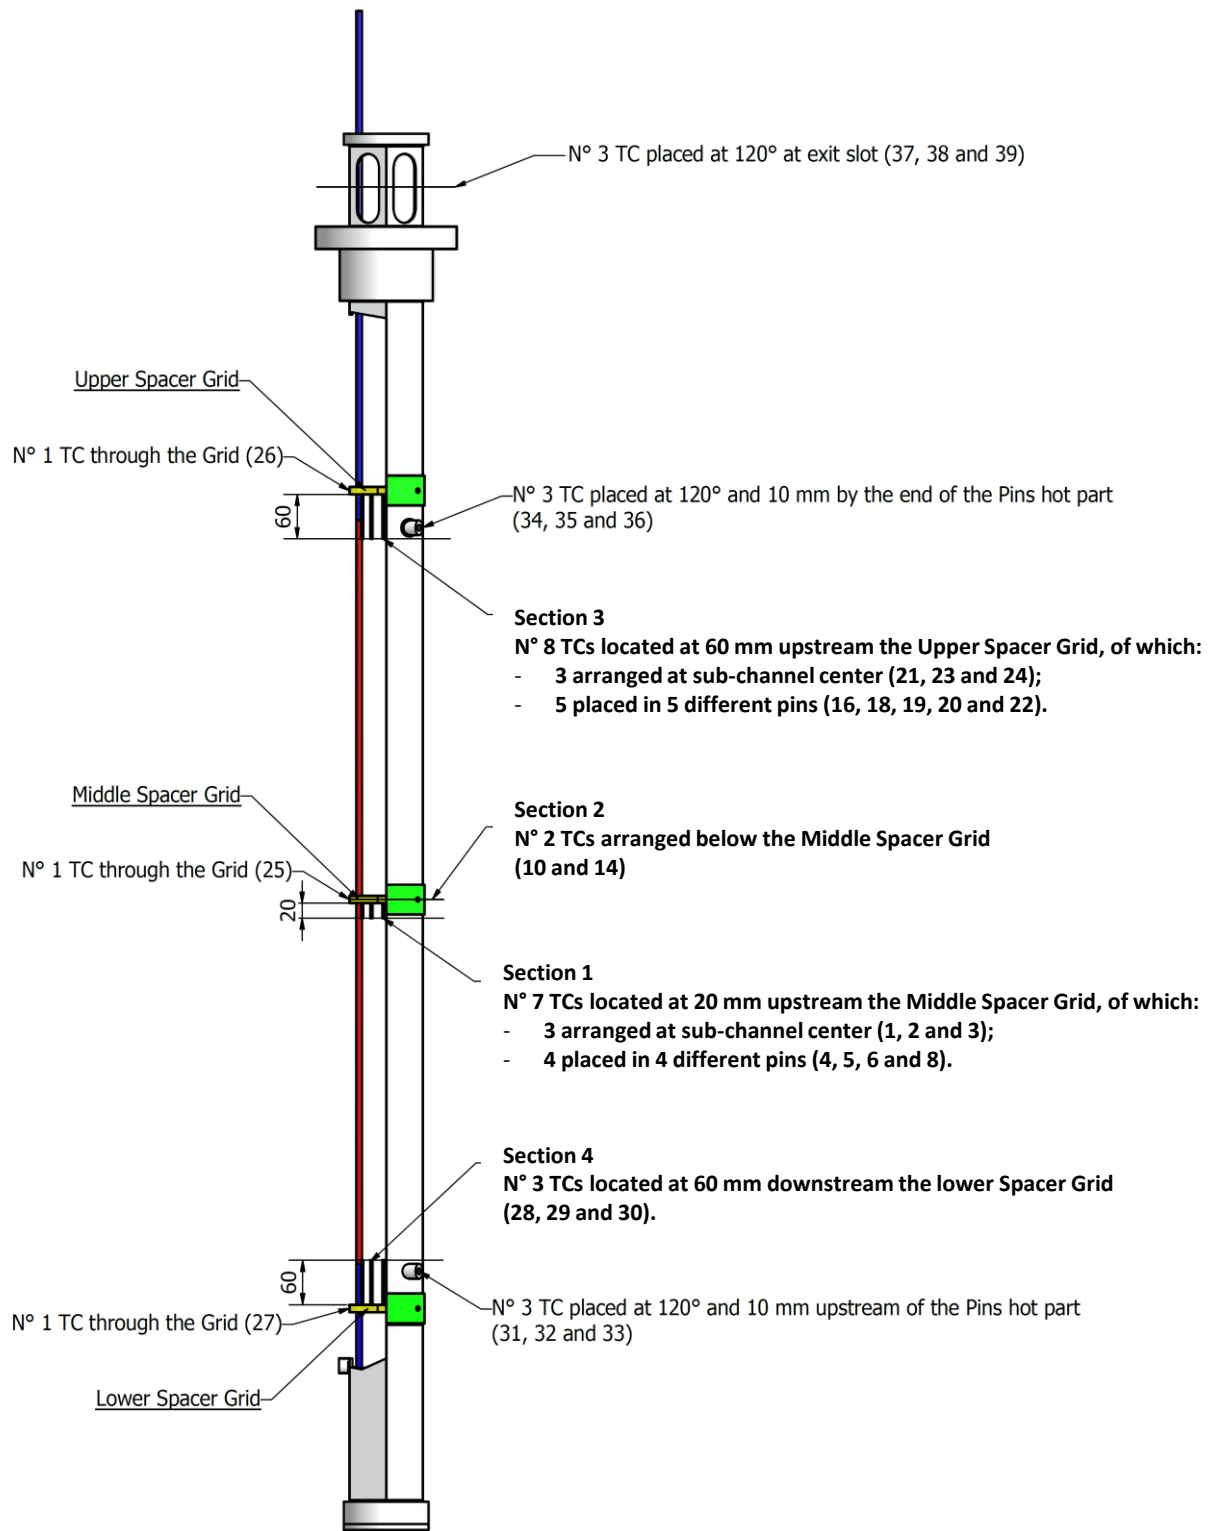 N° 3 TC placed at 120° at exit slot (37, 38 and 39)
Upper Spacer Grid
N° 1 TC through the Grid (26)
N° 3 TC placed at 120° and 10 mm by the end of the Pins hot part
(34, 35 and 36)
60
Section 3
N° 8 TCs located at 60 mm upstream the Upper Spacer Grid, of which:
- 3 arranged at sub-channel center (21, 23 and 24);
- 5 placed in 5 different pins (16, 18, 19, 20 and 22).
Middle Spacer Grid
Section 2
N° 2 TCs arranged below the Middle Spacer Grid
(10 and 14)
N° 1 TC through the Grid (25)
20
Section 1
N° 7 TCs located at 20 mm upstream the Middle Spacer Grid, of which:
- 3 arranged at sub-channel center (1, 2 and 3);
- 4 placed in 4 different pins (4, 5, 6 and 8).
Section 4
N° 3 TCs located at 60 mm downstream the lower Spacer Grid
(28, 29 and 30).
60
N° 3 TC placed at 120° and 10 mm upstream of the Pins hot part
(31, 32 and 33)
N° 1 TC through the Grid (27)
Lower Spacer Grid